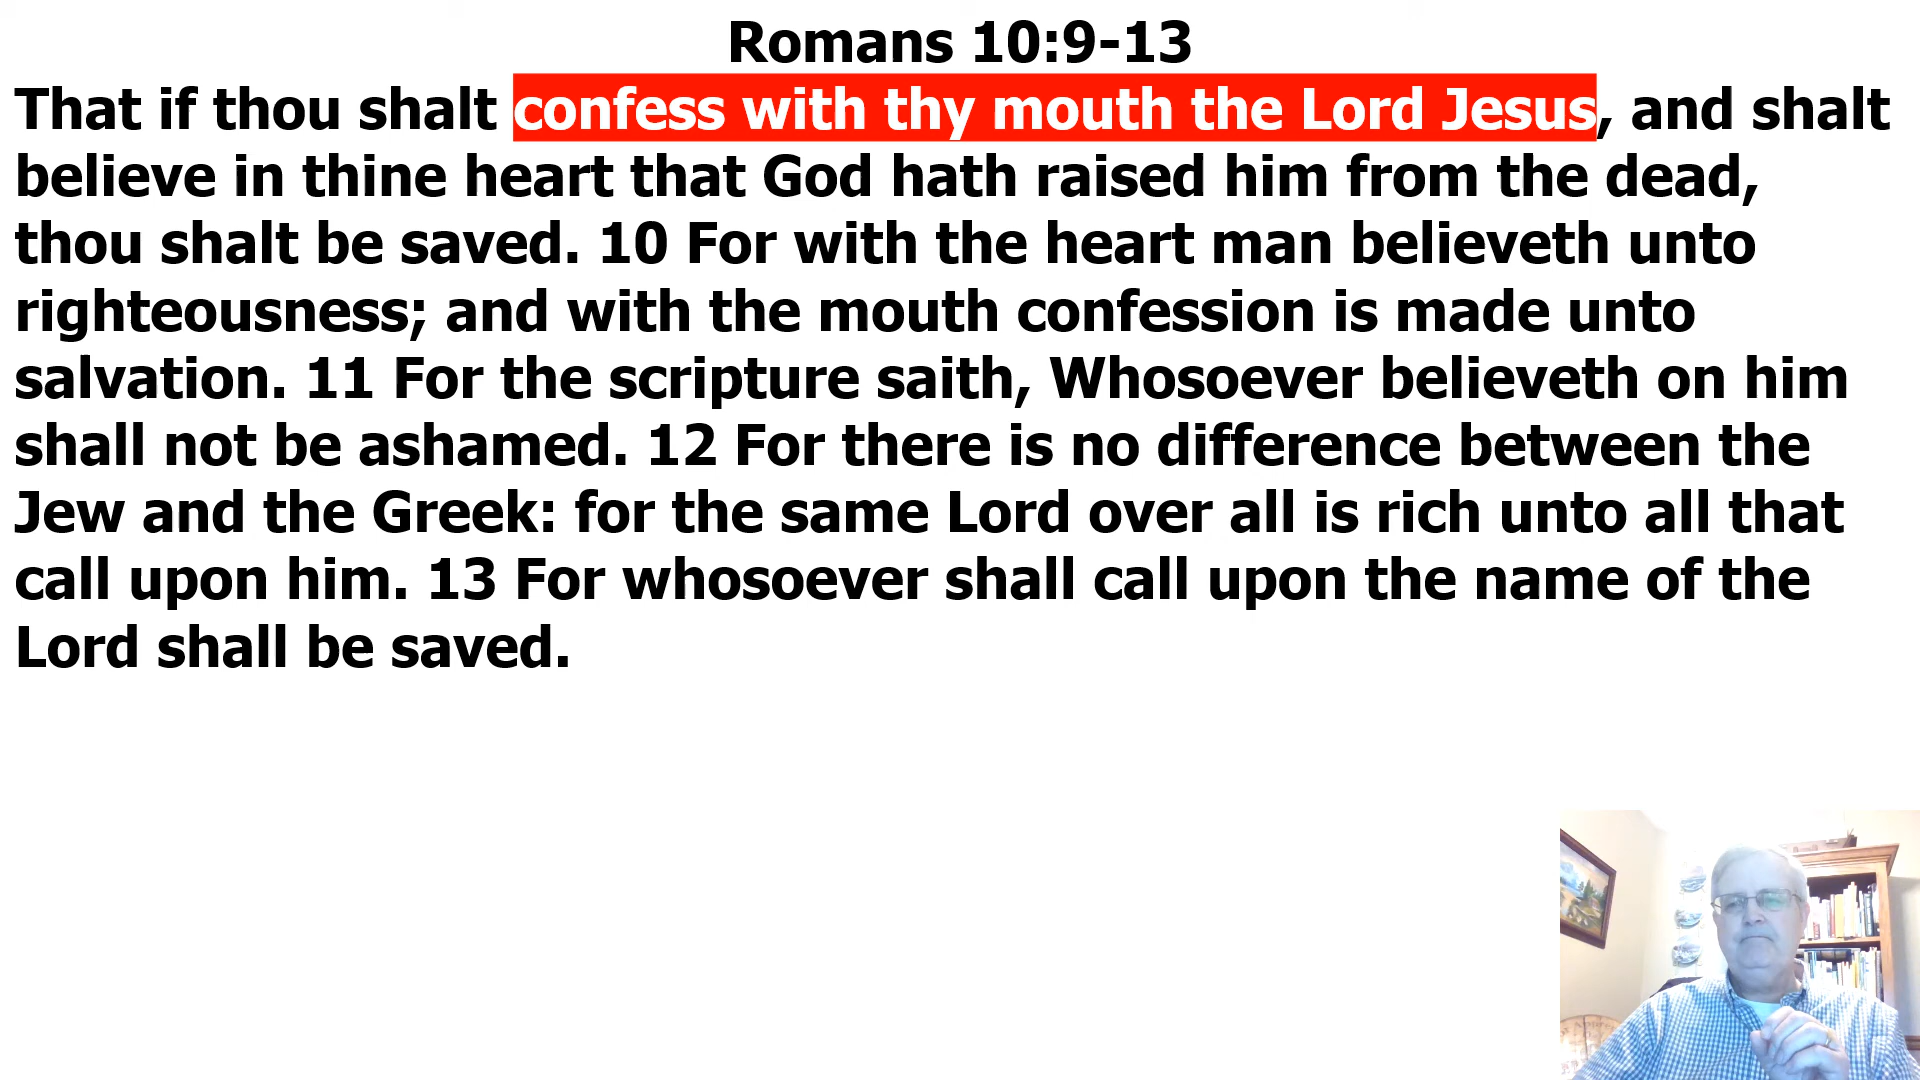 Romans 10:9-13
That if thou shalt confess with thy mouth the Lord Jesus, and shalt
believe in thine heart that God hath raised him from the dead,
thou shalt be saved. 10 For with the heart man believeth unto
righteousness; and with the mouth confession is made unto
salvation. 11 For the scripture saith, Whosoever believeth on him
shall not be ashamed. 12 For there is no difference between the
Jew and the Greek: for the same Lord over all is rich unto all that
call upon him. 13 For whosoever shall call upon the name of the
Lord shall be saved.